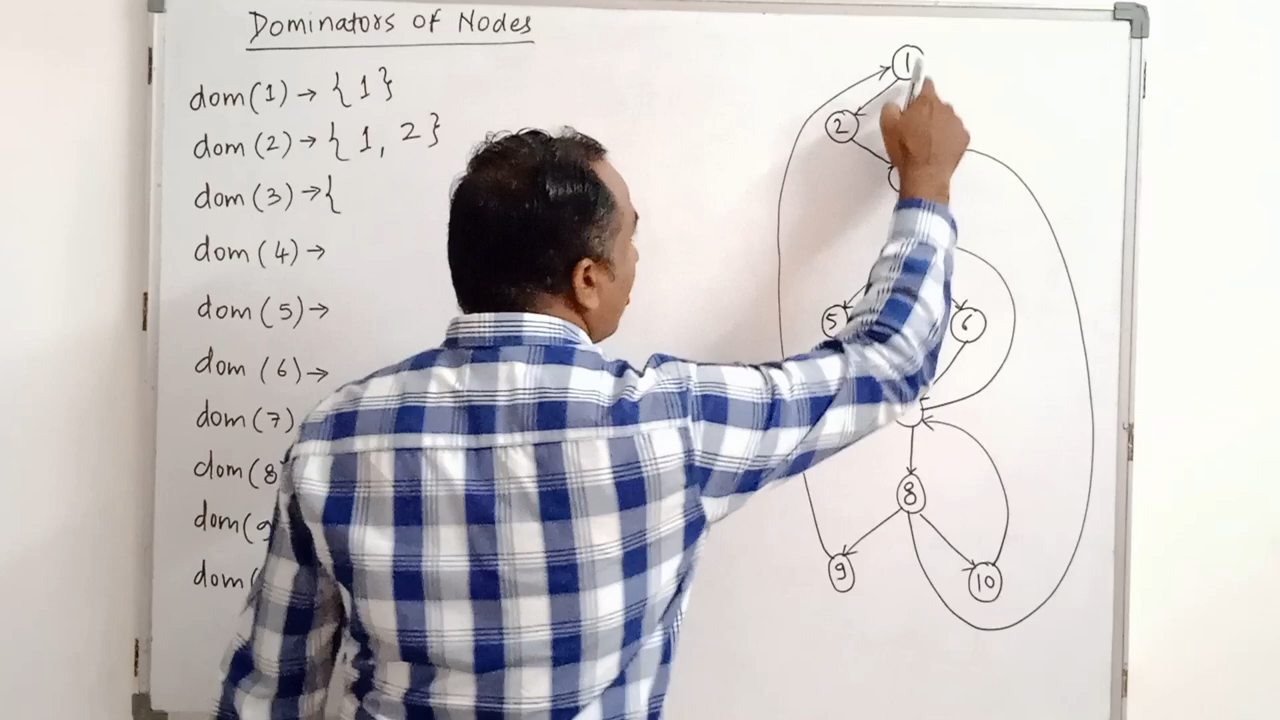 Dominators of Nodes
dom(1) → { 1 }
dom(2) → { 1, 2 }
dom(3) → {
dom(4) →
dom(5) →
dom(6) →
dom(7)
dom(8)
dom(9
dom(
1
2
5
6
8
9
10